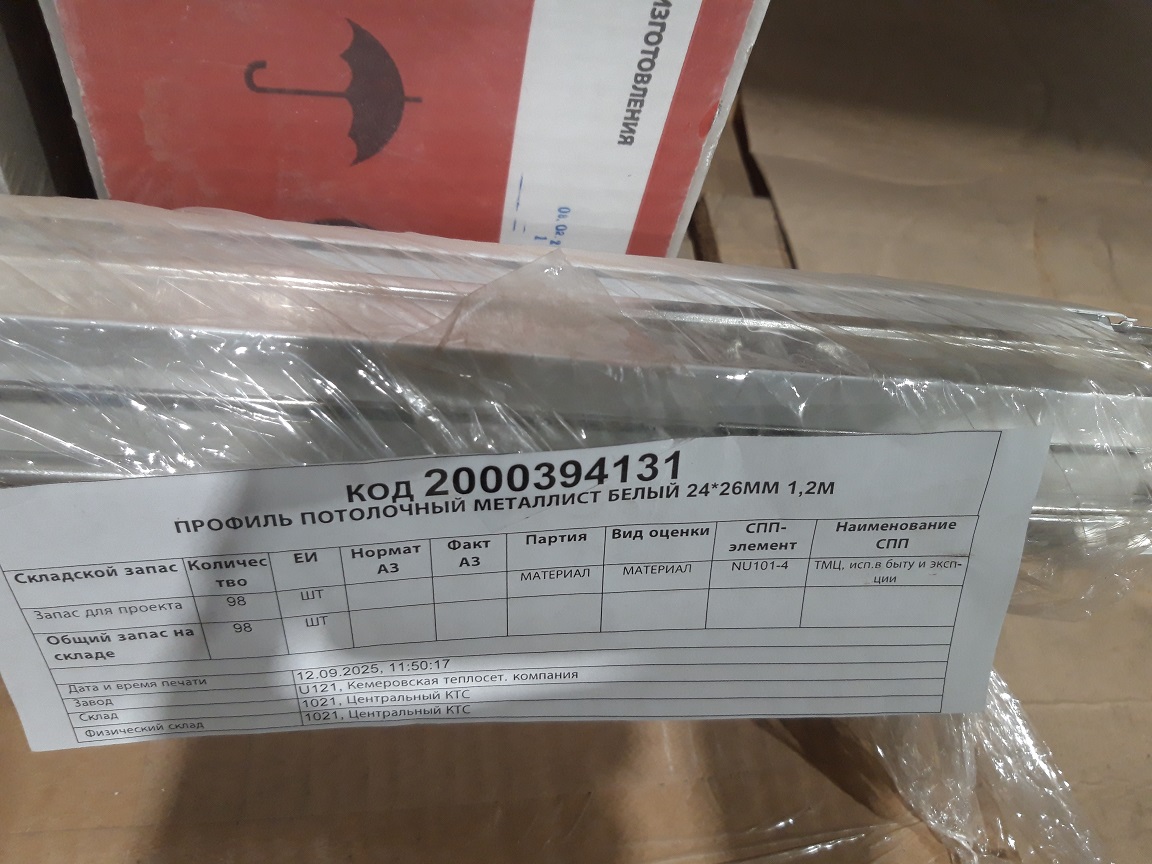 ИЗГОТОВЛЕНИЯ
КОД 2000394131
ПРОФИЛЬ ПОТОЛОЧНЫЙ МЕТАЛЛИСТ БЕЛЫЙ 24*26ММ 1,2М
Складской запас Количес тво ЕИ Нормат АЗ Факт АЗ Партия Вид оценки СПП-элемент Наименование СПП
Запас для проекта 98 ШТ МАТЕРИАЛ МАТЕРИАЛ NU101-4 ТМЦ, исп.в быту и эксп-ции
Общий запас на складе 98 ШТ
Дата и время печати 12.09.2025, 11:50:17
Завод U121, Кемеровская теплосет. компания
Склад 1021, Центральный КТС
Физический склад 1021, Центральный КТС